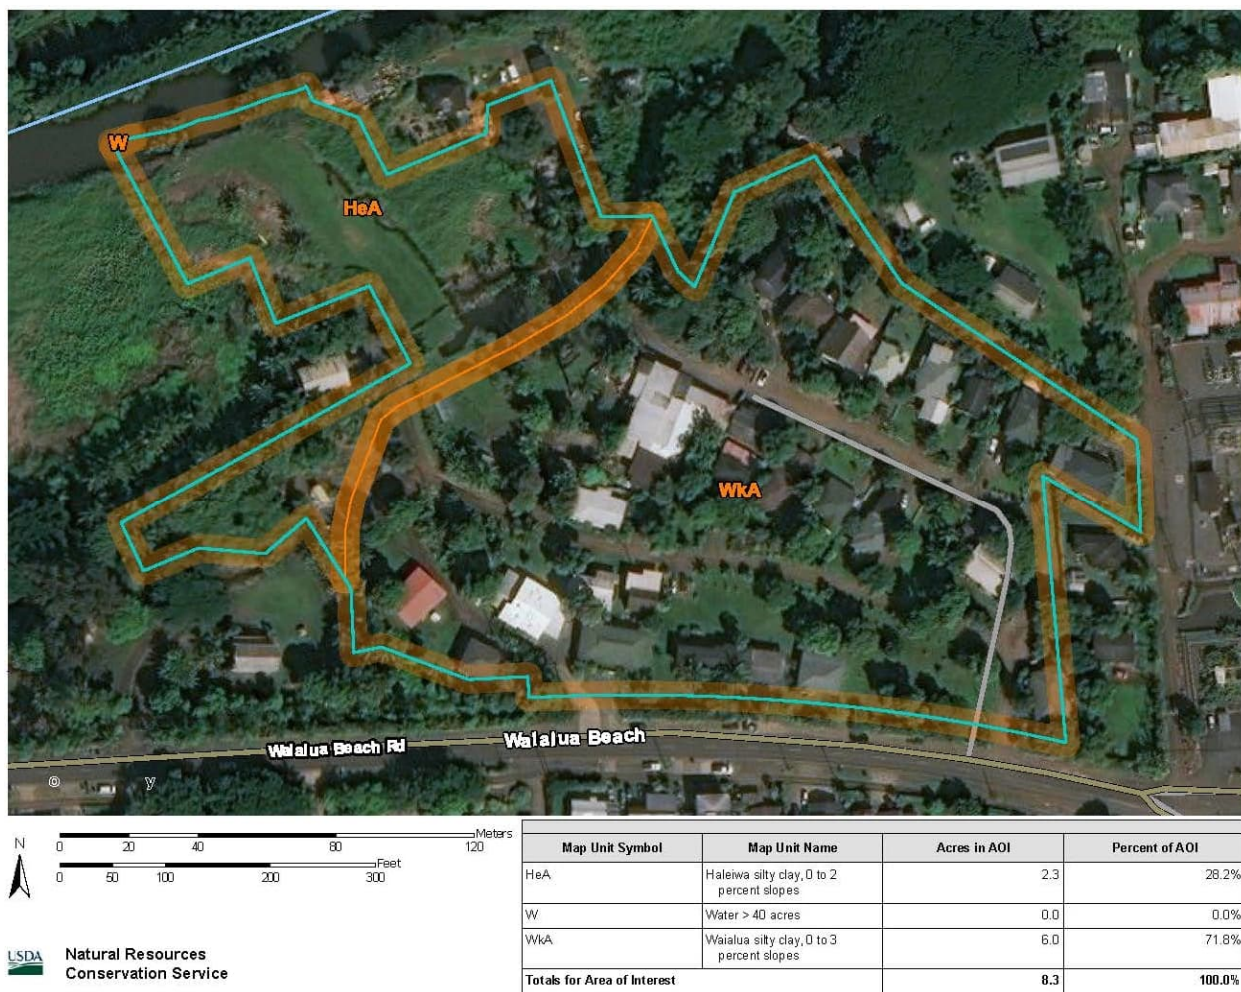 W
HeA
WkA
Waialua Beach Rd
Waialua Beach
o y
N
0 20 40 80 120 Meters
0 50 100 200 300 Feet
USDA Natural Resources
Conservation Service
Map Unit Symbol Map Unit Name Acres in AOI Percent of AOI
HeA Haleiwa silty clay, 0 to 2 2.3 28.2%
percent slopes
W Water > 40 acres 0.0 0.0%
WkA Waialua silty clay, 0 to 3 6.0 71.8%
percent slopes
Totals for Area of Interest 8.3 100.0%